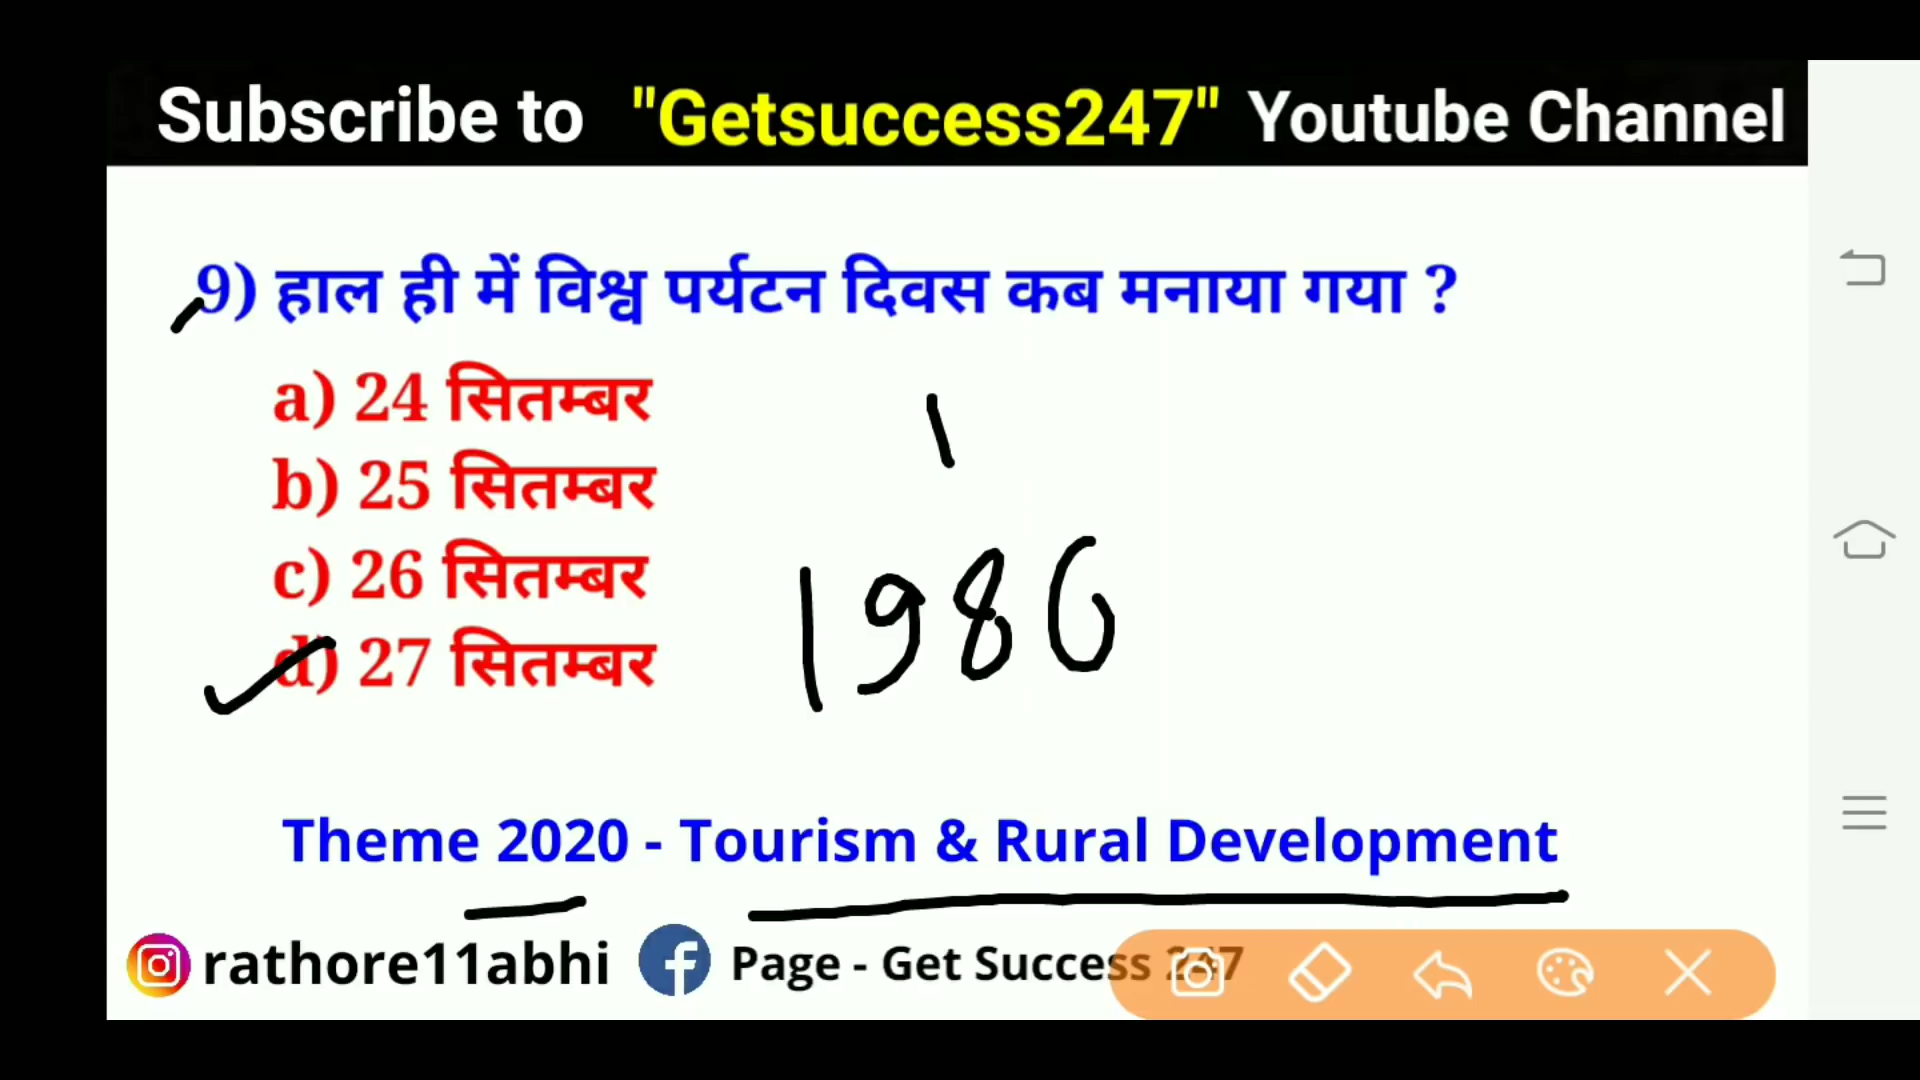 Subscribe to "Getsuccess247" Youtube Channel
9) हाल ही में विश्व पर्यटन दिवस कब मनाया गया ?
a) 24 सितम्बर
b) 25 सितम्बर
c) 26 सितम्बर
d) 27 सितम्बर
1980
Theme 2020 - Tourism & Rural Development
rathore11abhi Page - Get Success 247